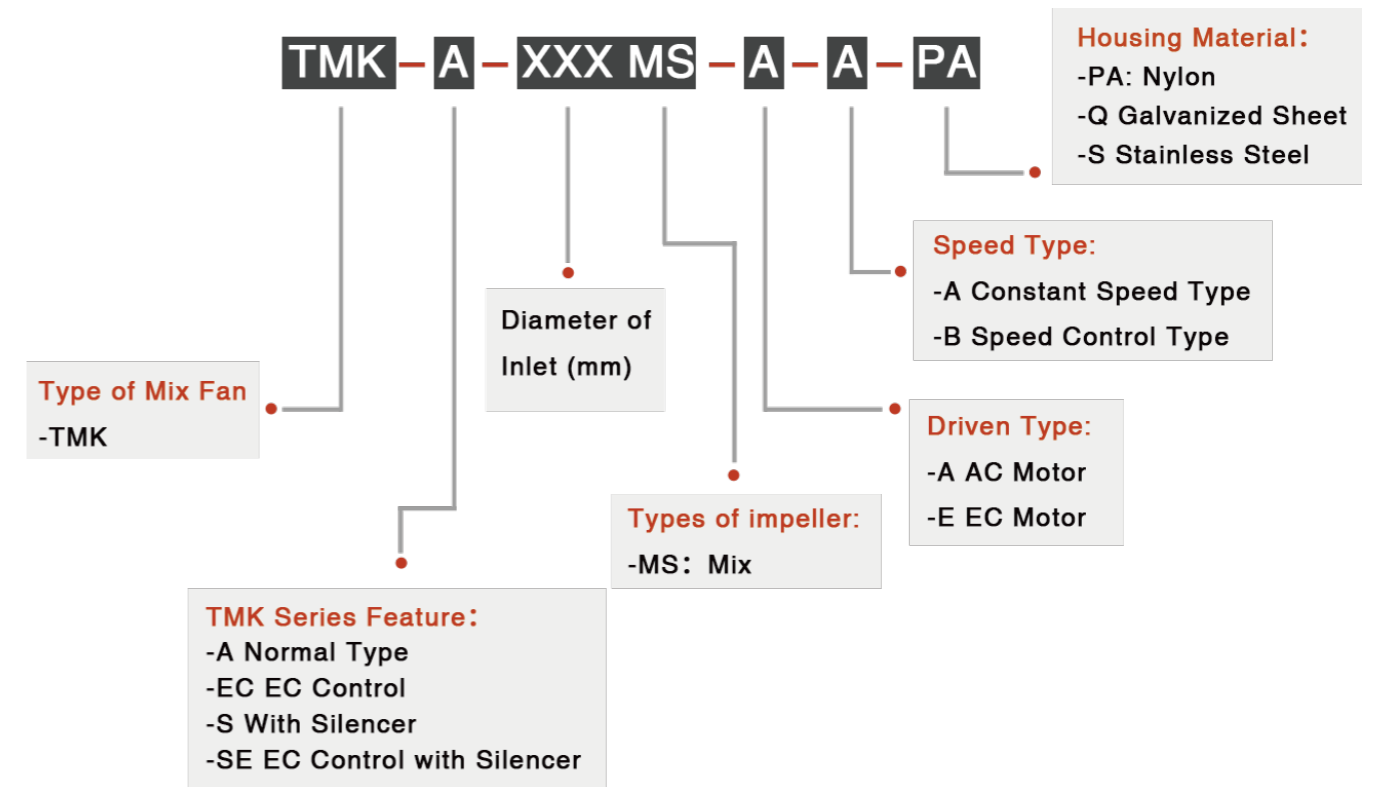 TMK – A – XXX MS – A – A – PA
Housing Material：
-PA: Nylon
-Q Galvanized Sheet
-S Stainless Steel
Speed Type:
-A Constant Speed Type
-B Speed Control Type
Diameter of
Inlet (mm)
Type of Mix Fan
-TMK
Driven Type:
-A AC Motor
-E EC Motor
Types of impeller:
-MS：Mix
TMK Series Feature：
-A Normal Type
-EC EC Control
-S With Silencer
-SE EC Control with Silencer